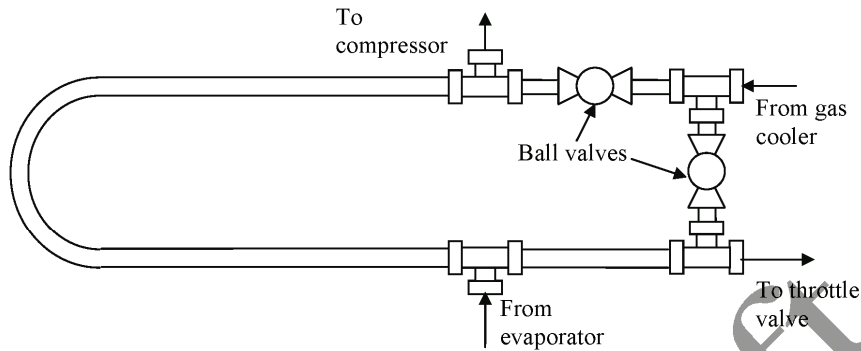 To
compressor
From gas
cooler
Ball valves
From
evaporator
To throttle
valve